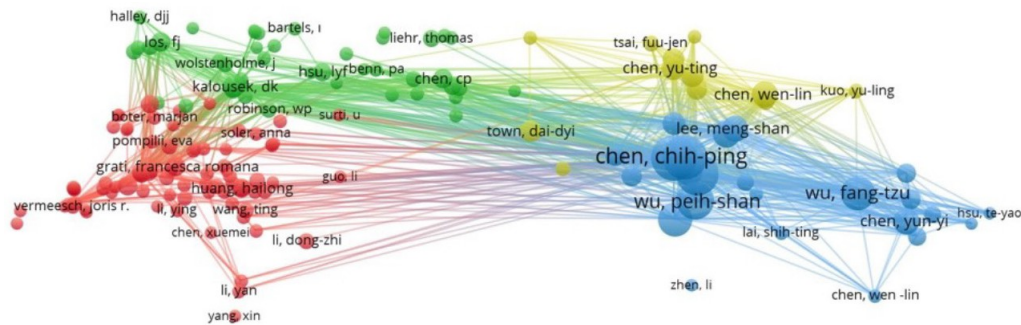 halley, djj
los, fj
bartels, i
liehr, thomas
wolstenholme, j
hsu, lyf
benn, pa
chen, cp
kalousek, dk
robinson, wp
surti, u
boter, marjan
soler, anna
pompilii, eva
grati, francesca romana
guo, li
huang, hailong
vermeesch, joris r.
li, ying
wang, ting
chen, xuemei
li, dong-zhi
li, yan
yang, xin
tsai, fuu-jen
chen, yu-ting
chen, wen-lin
kuo, yu-ling
town, dai-dyi
lee, meng-shan
chen, chih-ping
wu, peih-shan
wu, fang-tzu
chen, yun-yi
hsu, te-yao
lai, shih-ting
zhen, li
chen, wen -lin